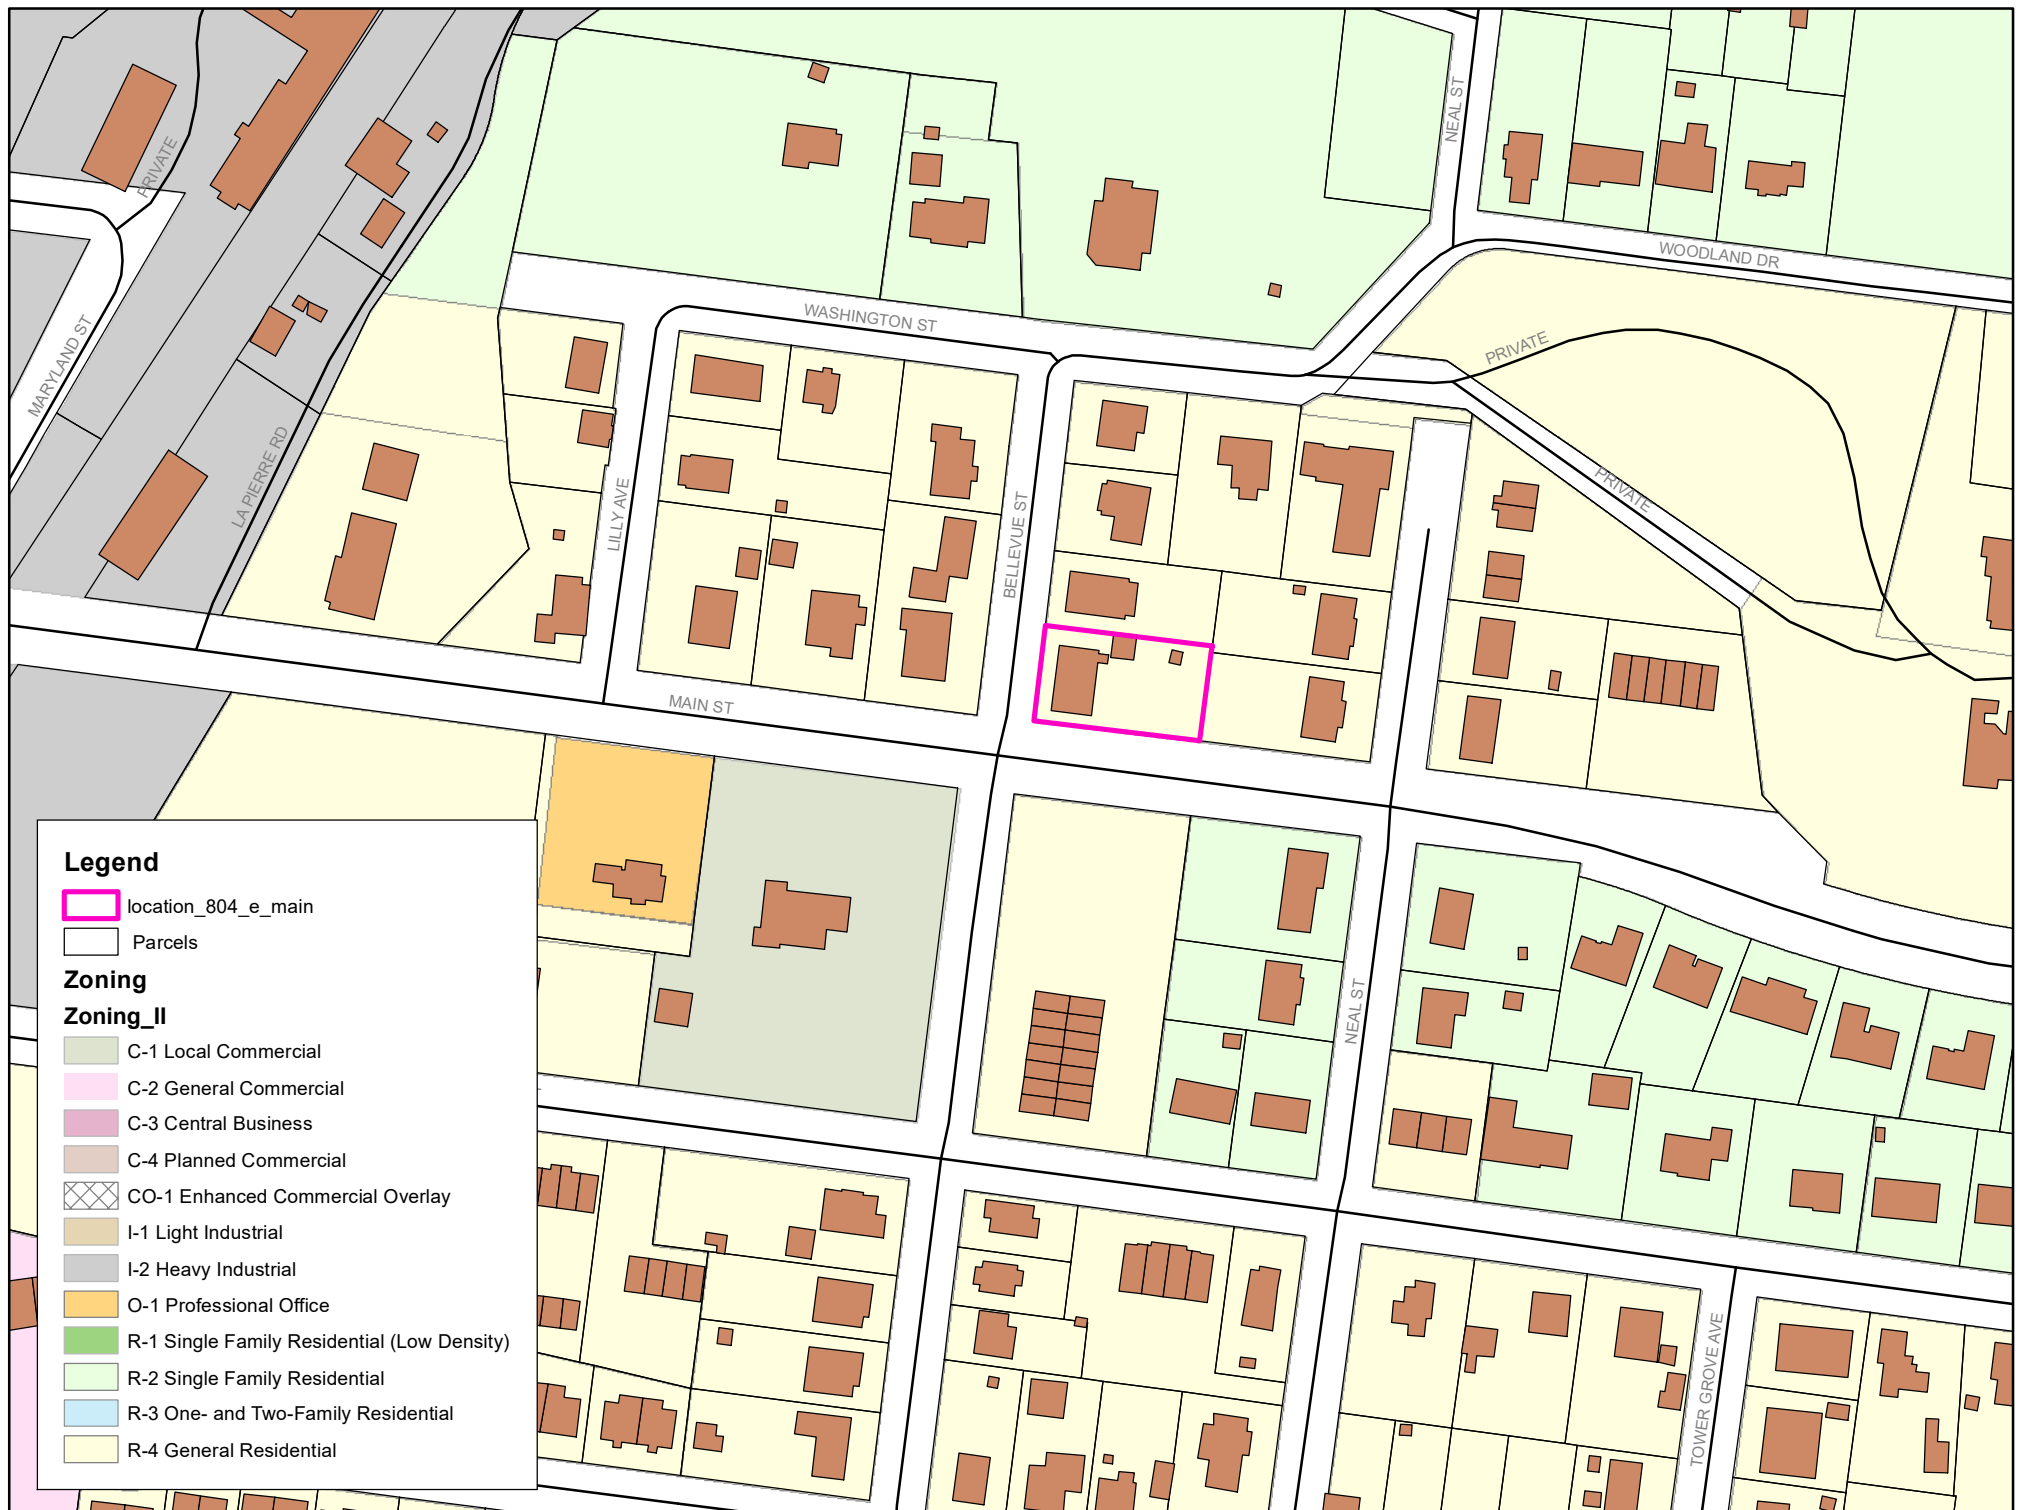 NEAL ST
PRIVATE
WOODLAND DR
WASHINGTON ST
PRIVATE
MARYLAND ST
LA PIERRE RD
LILLY AVE
BELLEVUE ST
PRIVATE
MAIN ST
NEAL ST
TOWER GROVE AVE
Legend
location_804_e_main
Parcels
Zoning
Zoning_II
C-1 Local Commercial
C-2 General Commercial
C-3 Central Business
C-4 Planned Commercial
CO-1 Enhanced Commercial Overlay
I-1 Light Industrial
I-2 Heavy Industrial
O-1 Professional Office
R-1 Single Family Residential (Low Density)
R-2 Single Family Residential
R-3 One- and Two-Family Residential
R-4 General Residential